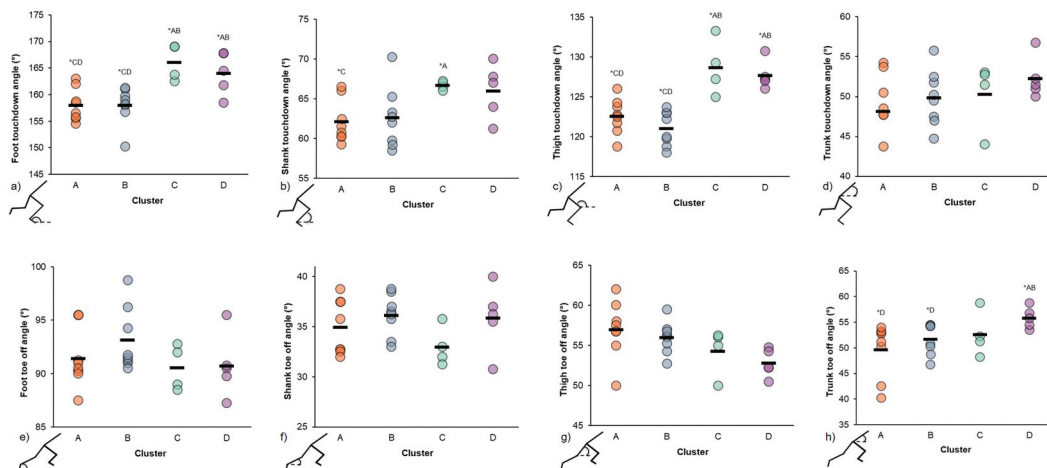 Foot touchdown angle (°)
175
170
165
160
155
150
145
*CD
*CD
*AB
*AB
A B C D
Cluster
a)
Shank touchdown angle (°)
75
70
65
60
55
*C
*A
A B C D
Cluster
b)
Thigh touchdown angle (°)
135
130
125
120
115
*CD
*CD
*AB
*AB
A B C D
Cluster
c)
Trunk touchdown angle (°)
60
55
50
45
40
A B C D
Cluster
d)
Foot toe off angle (°)
100
95
90
85
A B C D
Cluster
e)
Shank toe off angle (°)
45
40
35
30
25
A B C D
Cluster
f)
Thigh toe off angle (°)
65
60
55
50
45
A B C D
Cluster
g)
Trunk toe off angle (°)
65
60
55
50
45
40
35
*D
*D
*AB
A B C D
Cluster
h)